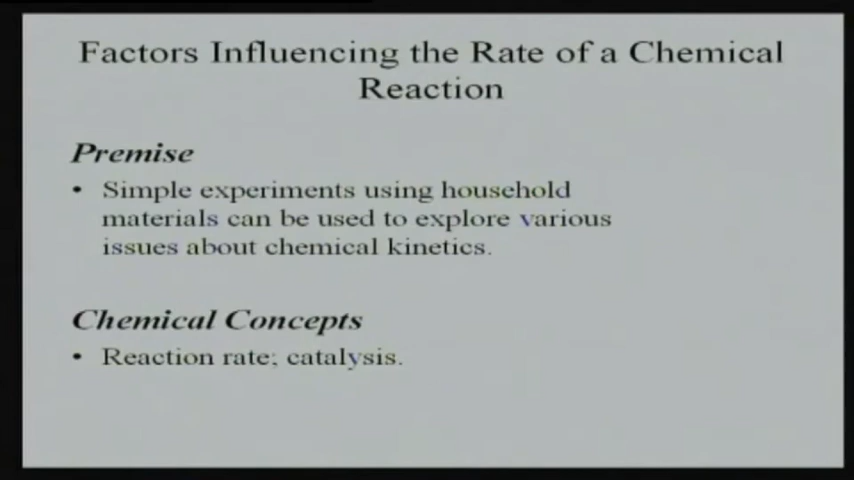 Factors Influencing the Rate of a Chemical
Reaction
Premise
• Simple experiments using household
materials can be used to explore various
issues about chemical kinetics.
Chemical Concepts
• Reaction rate; catalysis.